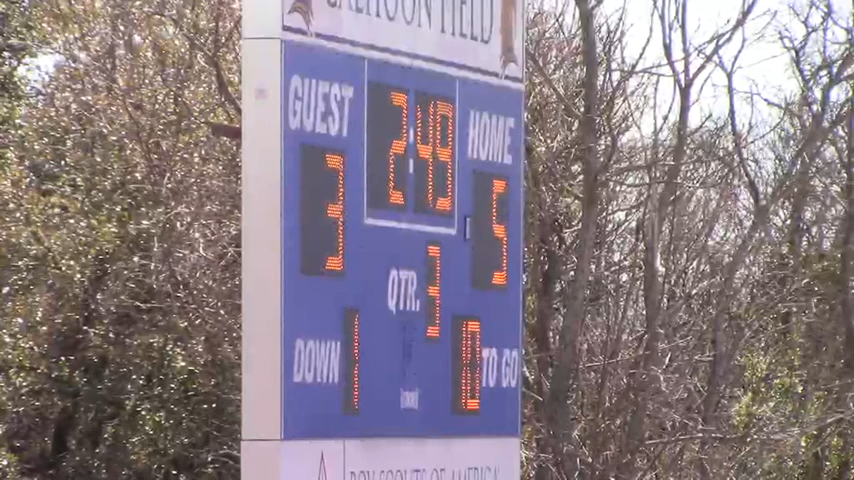 CALHOUN FIELD
GUEST 2:49 HOME
3 5
QTR. 3
DOWN 1 10 TO GO
BOY SCOUTS OF AMERICA